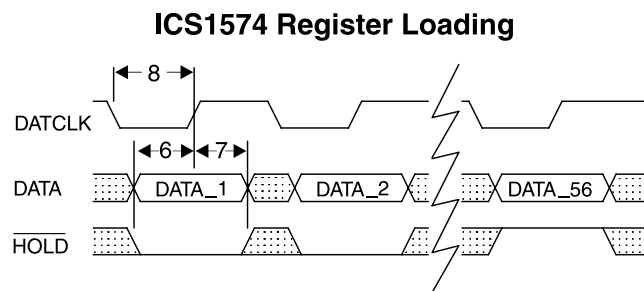 ICS1574 Register Loading
8
DATCLK
6 7
DATA DATA_1 DATA_2 DATA_56
HOLD